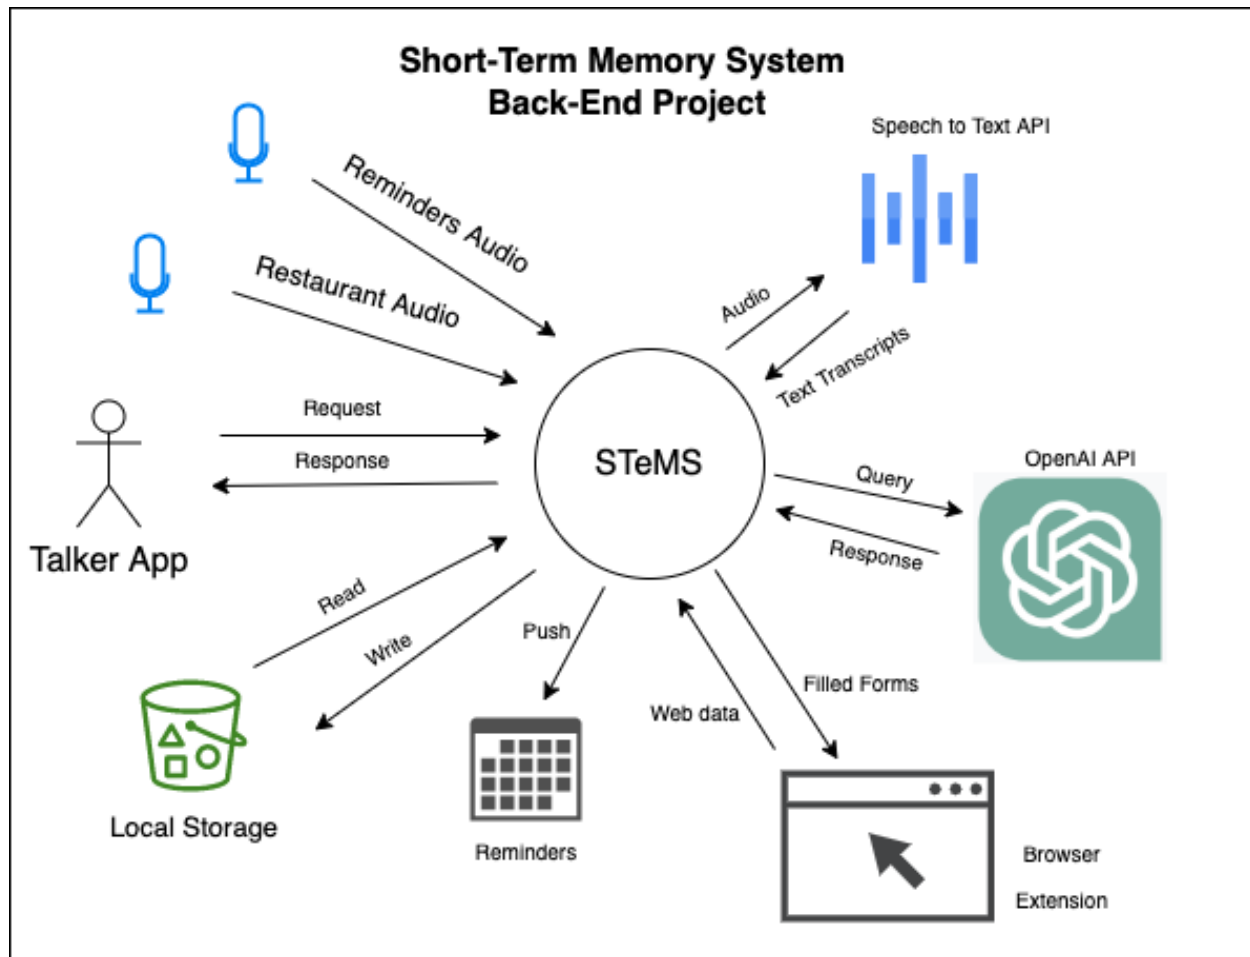 Short-Term Memory System
Back-End Project
Speech to Text API
Reminders Audio
Restaurant Audio
Audio
Text Transcripts
Request
Response
STeMS
Talker App
OpenAI API
Query
Response
Read
Write
Push
Filled Forms
Web data
Local Storage
Reminders
Browser
Extension